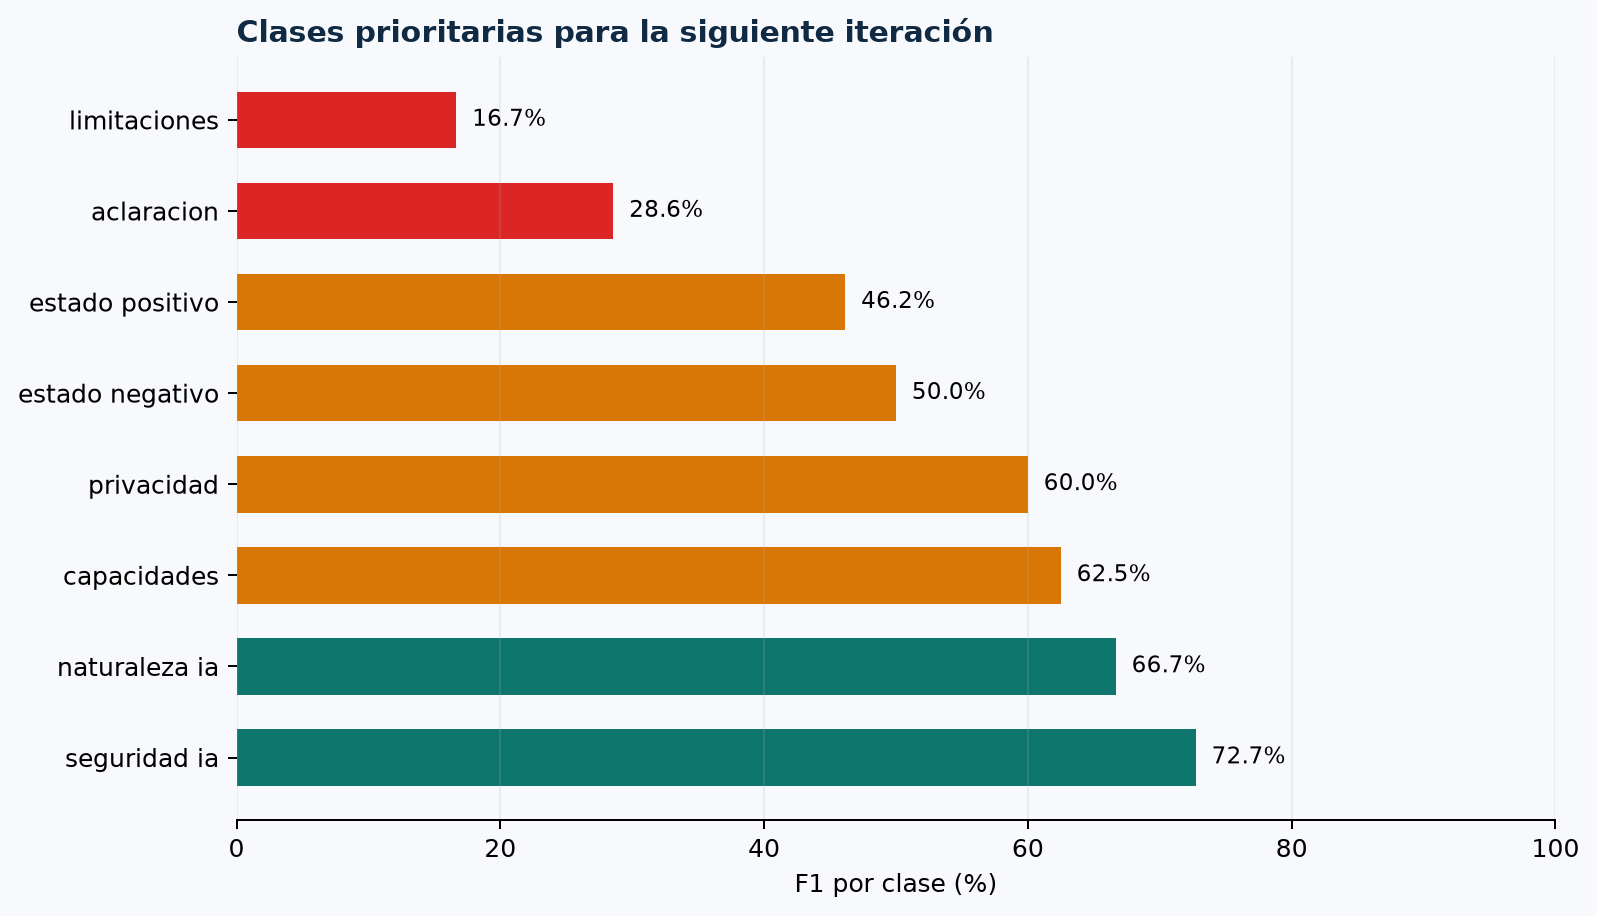 Clases prioritarias para la siguiente iteración
limitaciones 16.7%
aclaracion 28.6%
estado positivo 46.2%
estado negativo 50.0%
privacidad 60.0%
capacidades 62.5%
naturaleza ia 66.7%
seguridad ia 72.7%
0 20 40 60 80 100
F1 por clase (%)